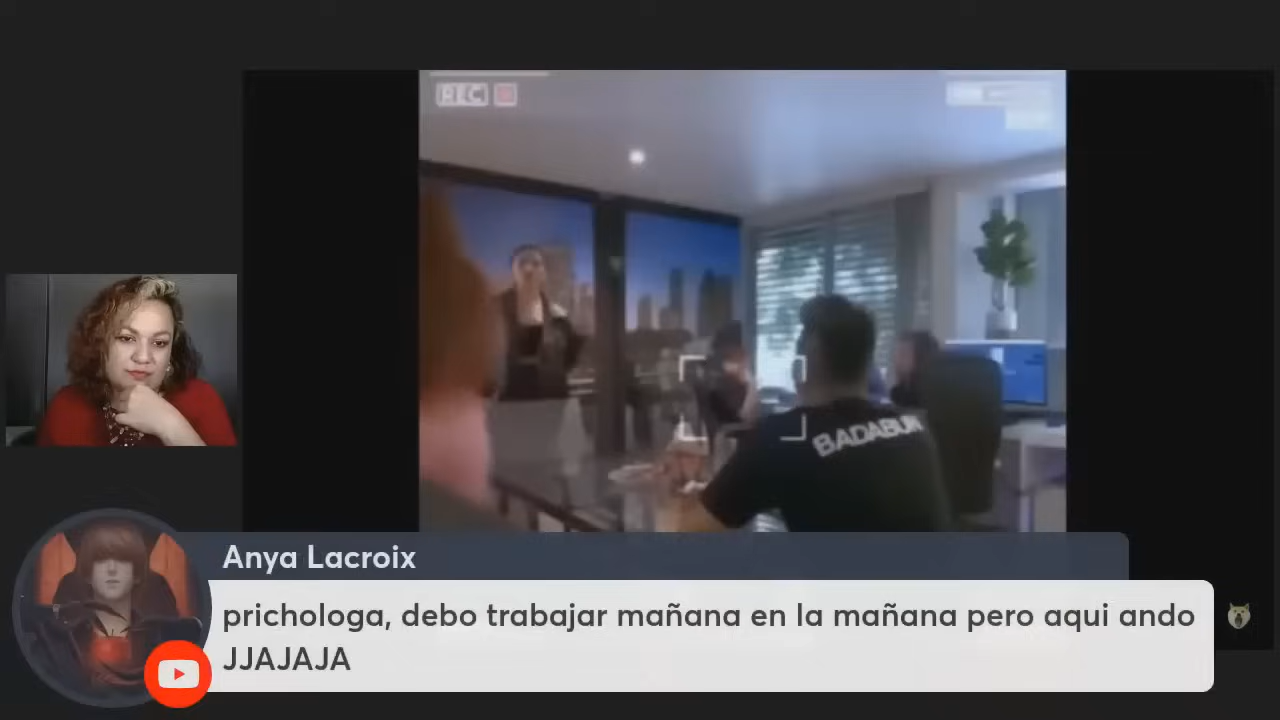 REC
BADABUN
Anya Lacroix
prichologa, debo trabajar mañana en la mañana pero aqui ando
JJAJAJA